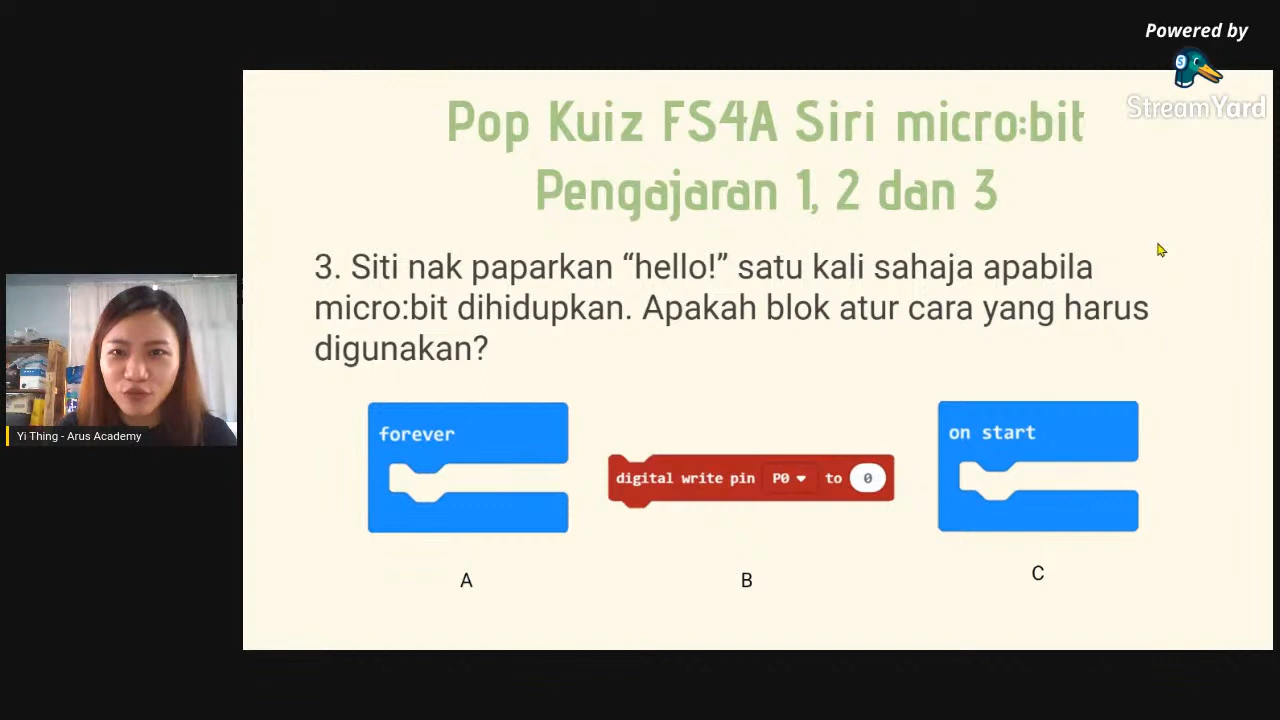 Powered by
StreamYard
Pop Kuiz FS4A Siri micro:bit
Pengajaran 1, 2 dan 3
3. Siti nak paparkan “hello!” satu kali sahaja apabila
micro:bit dihidupkan. Apakah blok atur cara yang harus
digunakan?
forever
digital write pin P0 to 0
on start
A
B
C
Yi Thing - Arus Academy